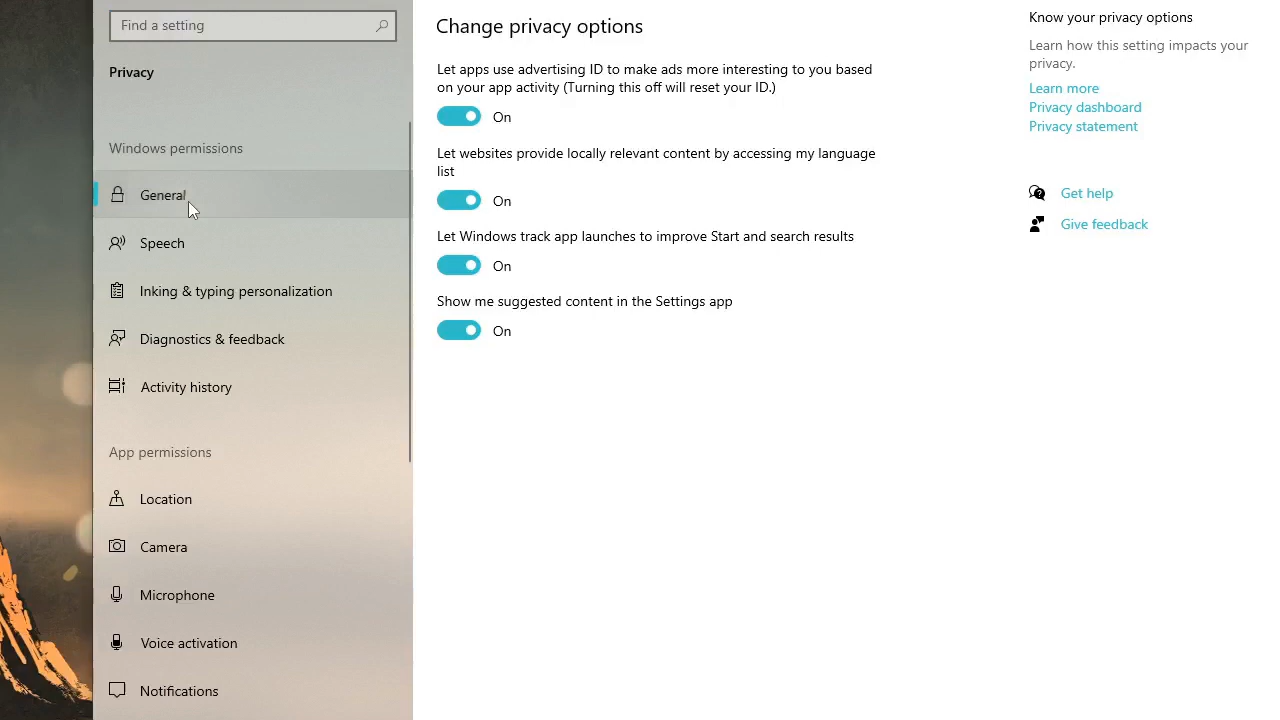 Find a setting
Privacy
Windows permissions
General
Speech
Inking & typing personalization
Diagnostics & feedback
Activity history
App permissions
Location
Camera
Microphone
Voice activation
Notifications
Change privacy options
Let apps use advertising ID to make ads more interesting to you based
on your app activity (Turning this off will reset your ID.)
On
Let websites provide locally relevant content by accessing my language
list
On
Let Windows track app launches to improve Start and search results
On
Show me suggested content in the Settings app
On
Know your privacy options
Learn how this setting impacts your
privacy.
Learn more
Privacy dashboard
Privacy statement
Get help
Give feedback